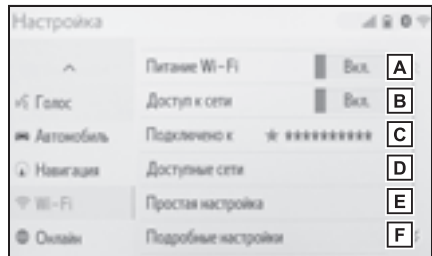 Настройка
Питание Wi-Fi Вкл. A
Голос Доступ к сети Вкл. B
Автомобиль Подключено к ★ ********** C
Навигация Доступные сети D
Wi-Fi Простая настройка E
Онлайн Подробные настройки F